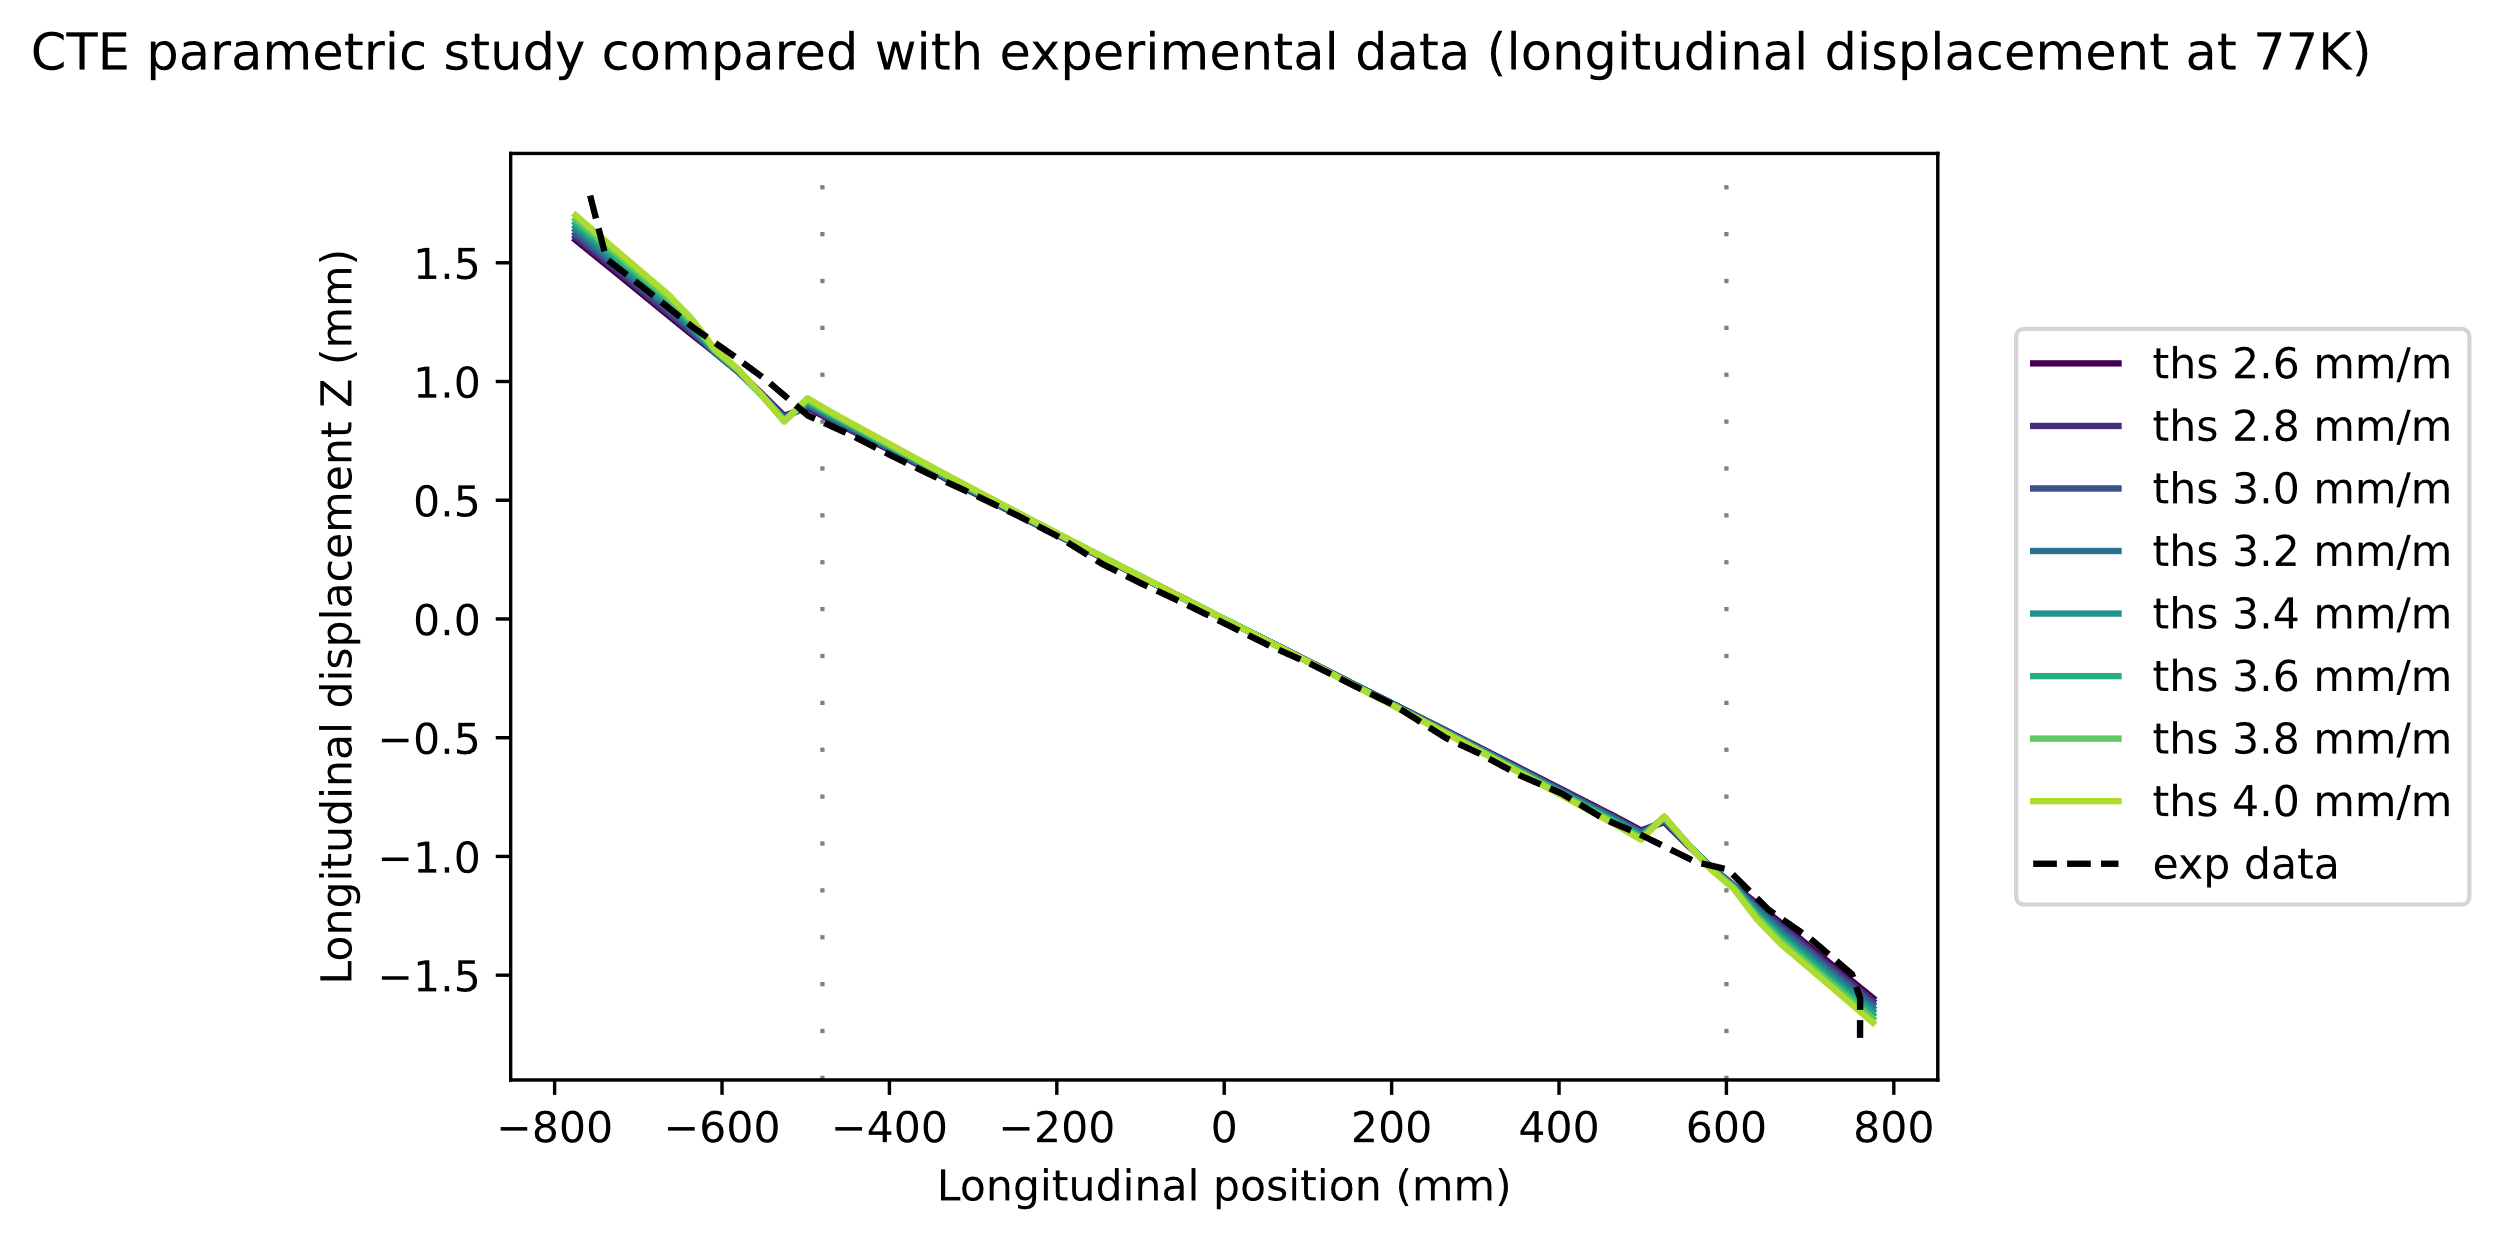 CTE parametric study compared with experimental data (longitudinal displacement at 77K)
Longitudinal displacement Z (mm)
1.5
1.0
0.5
0.0
−0.5
−1.0
−1.5
−800 −600 −400 −200 0 200 400 600 800
Longitudinal position (mm)
ths 2.6 mm/m
ths 2.8 mm/m
ths 3.0 mm/m
ths 3.2 mm/m
ths 3.4 mm/m
ths 3.6 mm/m
ths 3.8 mm/m
ths 4.0 mm/m
exp data